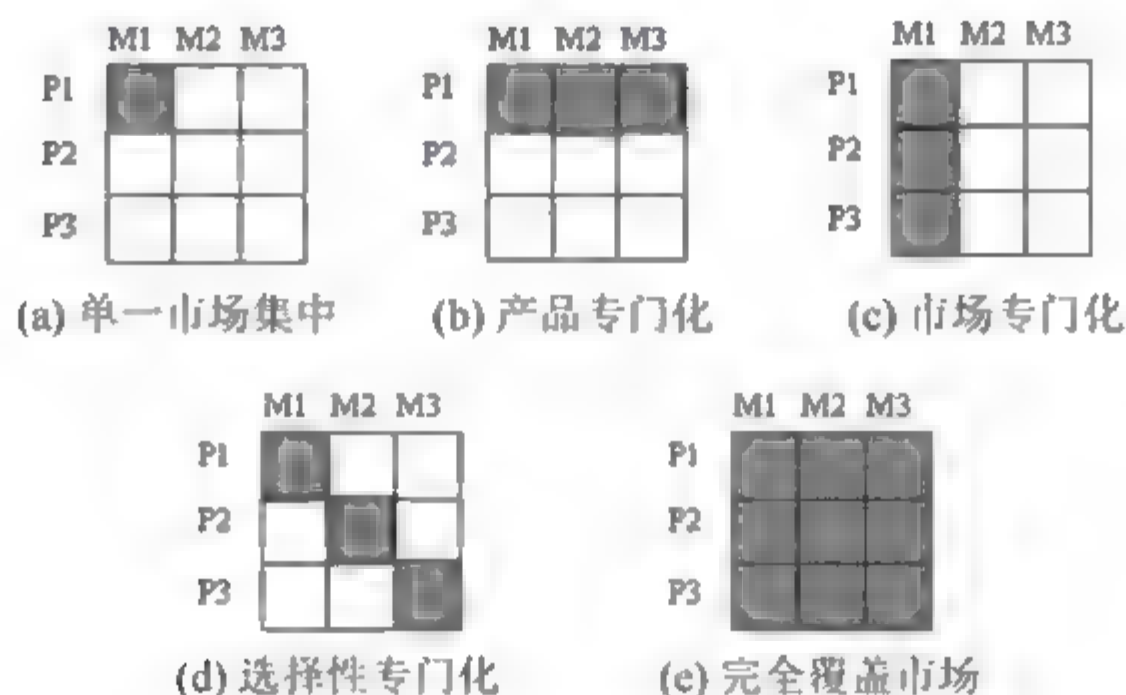 M1 M2 M3
P1
P2
P3
(a) 单一市场集中
M1 M2 M3
P1
P2
P3
(b) 产品专门化
M1 M2 M3
P1
P2
P3
(c) 市场专门化
M1 M2 M3
P1
P2
P3
(d) 选择性专门化
M1 M2 M3
P1
P2
P3
(e) 完全覆盖市场